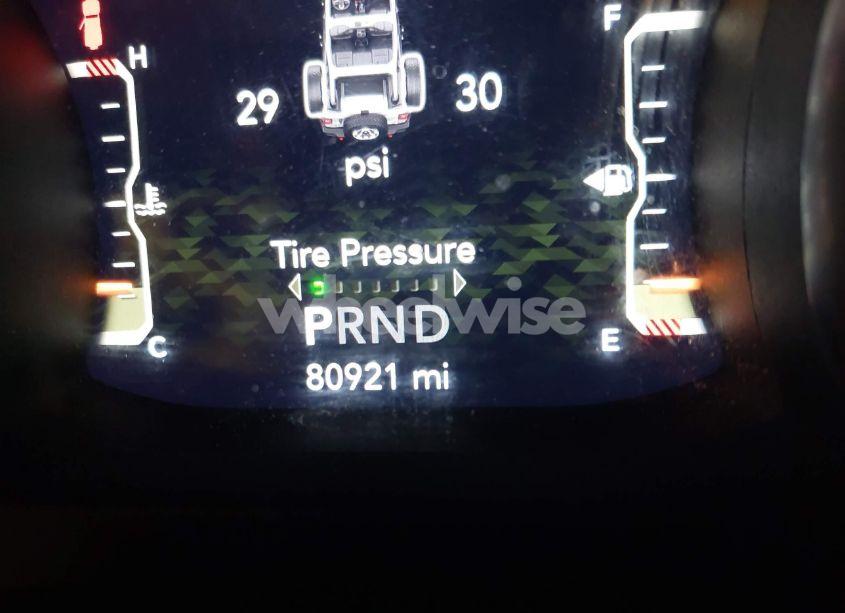 F
H
29 30
psi
Tire Pressure
wheelwise
PRND
E
C
80921 mi